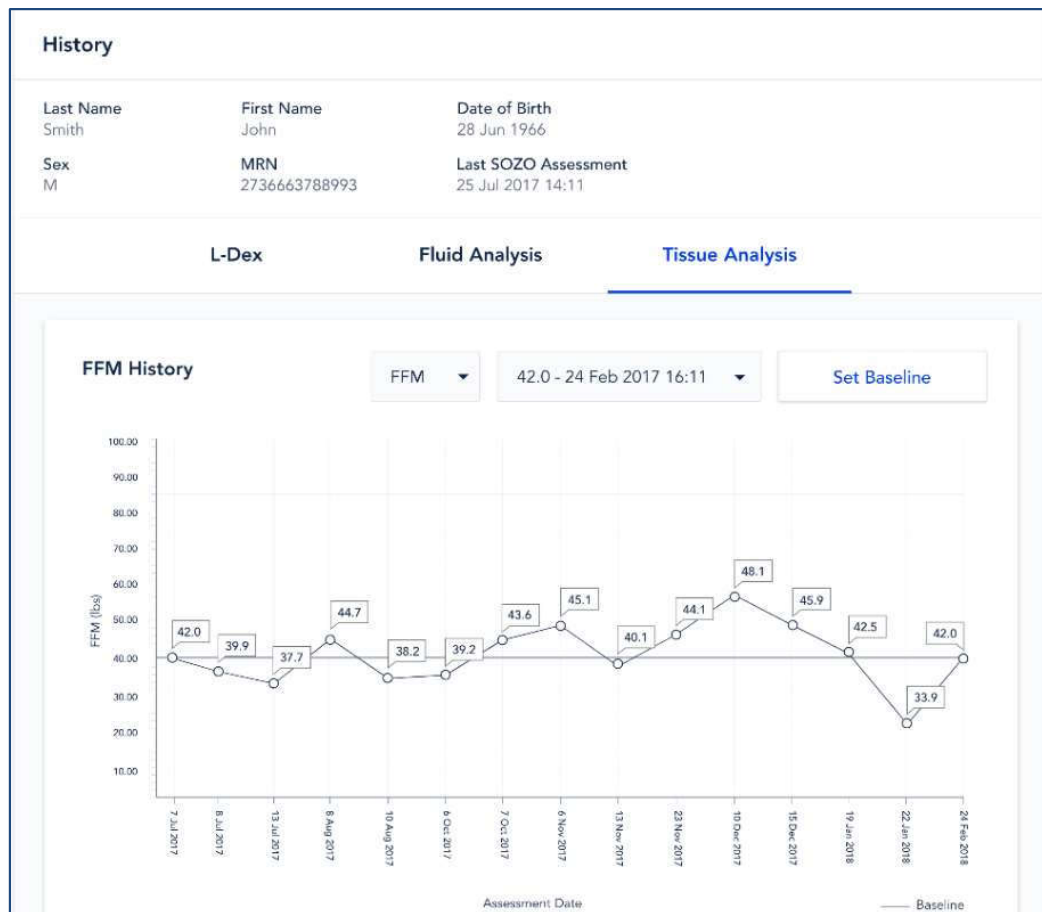 History
Last Name First Name Date of Birth
Smith John 28 Jun 1966
Sex MRN Last SOZO Assessment
M 2736663788993 25 Jul 2017 14:11
L-Dex Fluid Analysis Tissue Analysis
FFM History FFM 42.0 - 24 Feb 2017 16:11 Set Baseline
100.00
90.00
80.00
70.00
60.00
50.00
40.00
30.00
20.00
10.00
FFM (lbs)
42.0 39.9 37.7 44.7 38.2 39.2 43.6 45.1 40.1 44.1 48.1 45.9 42.5 33.9 42.0
7 Jul 2017
8 Jul 2017
13 Jul 2017
8 Aug 2017
10 Aug 2017
6 Oct 2017
7 Oct 2017
6 Nov 2017
13 Nov 2017
23 Nov 2017
10 Dec 2017
15 Dec 2017
19 Jan 2018
22 Jan 2018
24 Feb 2018
Assessment Date
Baseline